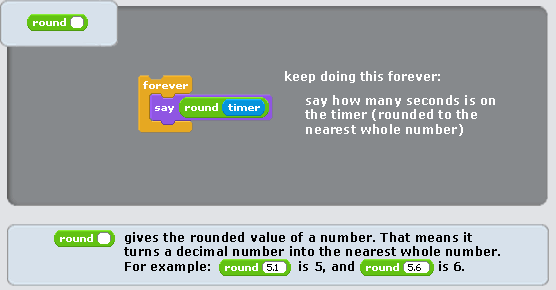 round
forever
say round timer
keep doing this forever:
say how many seconds is on
the timer (rounded to the
nearest whole number)
round gives the rounded value of a number. That means it
turns a decimal number into the nearest whole number.
For example: round 5.1 is 5, and round 5.6 is 6.